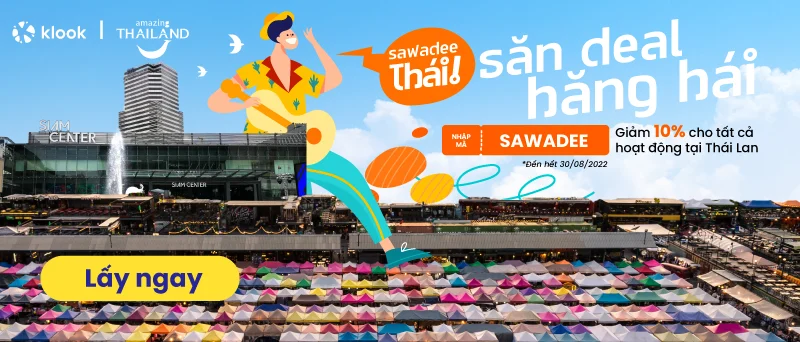 klook
amazing
THAILAND
sawadee
Thái!
săn deal
hăng hái
NHẬP
MÃ
SAWADEE
Giảm 10% cho tất cả
hoạt động tại Thái Lan
*Đến hết 30/08/2022
SIAM
CENTER
SIAM CENTER
Lấy ngay